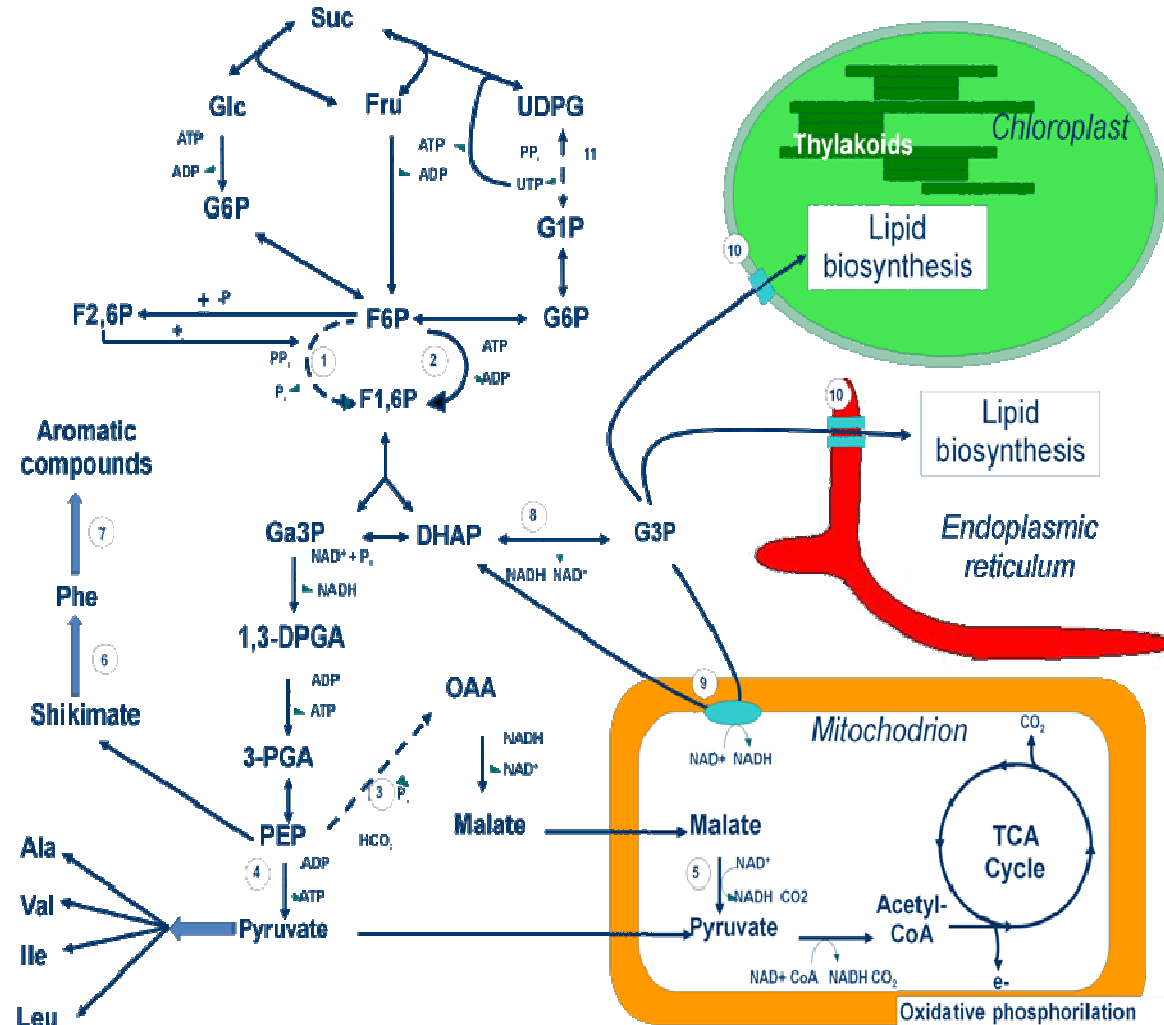 Suc
Glc
Fru
UDPG
ATP
ADP
ATP
ADP
PPi
UTP
11
G6P
G1P
F2,6P
+ -P
F6P
G6P
*
PPi
Pi
1
2
ATP
ADP
F1,6P
Chloroplast
Thylakoids
10
Lipid
biosynthesis
10
Lipid
biosynthesis
Endoplasmic
reticulum
Aromatic
compounds
7
Phe
6
Shikimate
Ga3P
DHAP
8
G3P
NADH NAD+
NAD+ + Pi
NADH
1,3-DPGA
ADP
ATP
3-PGA
OAA
NADH
NAD+
3
Pi
PEP
HCO3
Malate
4
ADP
ATP
Pyruvate
Ala
Val
Ile
Leu
9
Mitochodrion
NAD+ NADH
CO2
Malate
5
NAD+
NADH CO2
Pyruvate
Acetyl-
CoA
TCA
Cycle
NAD+ CoA NADH CO2
e-
Oxidative phosphorilation